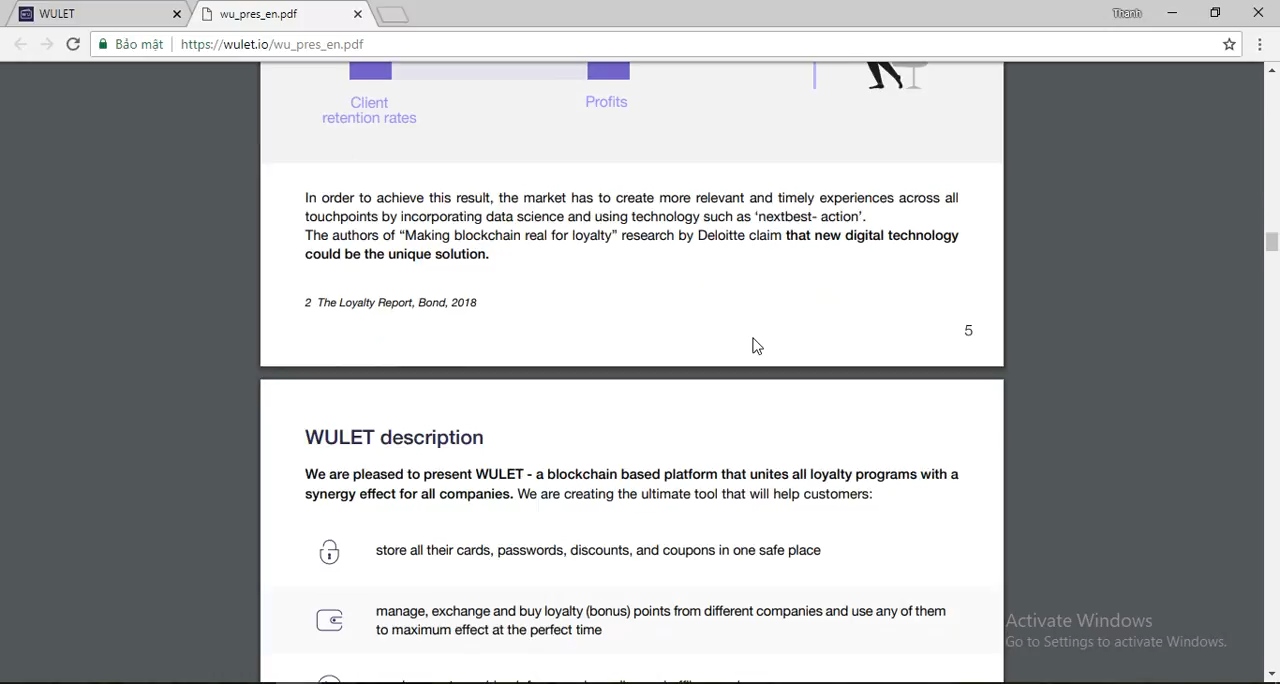 WULET
wu_pres_en.pdf
Thanh
Bảo mật
https://wulet.io/wu_pres_en.pdf
Client
retention rates
Profits
In order to achieve this result, the market has to create more relevant and timely experiences across all
touchpoints by incorporating data science and using technology such as ‘nextbest- action’.
The authors of “Making blockchain real for loyalty” research by Deloitte claim that new digital technology
could be the unique solution.
2 The Loyalty Report, Bond, 2018
5
WULET description
We are pleased to present WULET - a blockchain based platform that unites all loyalty programs with a
synergy effect for all companies. We are creating the ultimate tool that will help customers:
store all their cards, passwords, discounts, and coupons in one safe place
manage, exchange and buy loyalty (bonus) points from different companies and use any of them
to maximum effect at the perfect time
Activate Windows
Go to Settings to activate Windows.